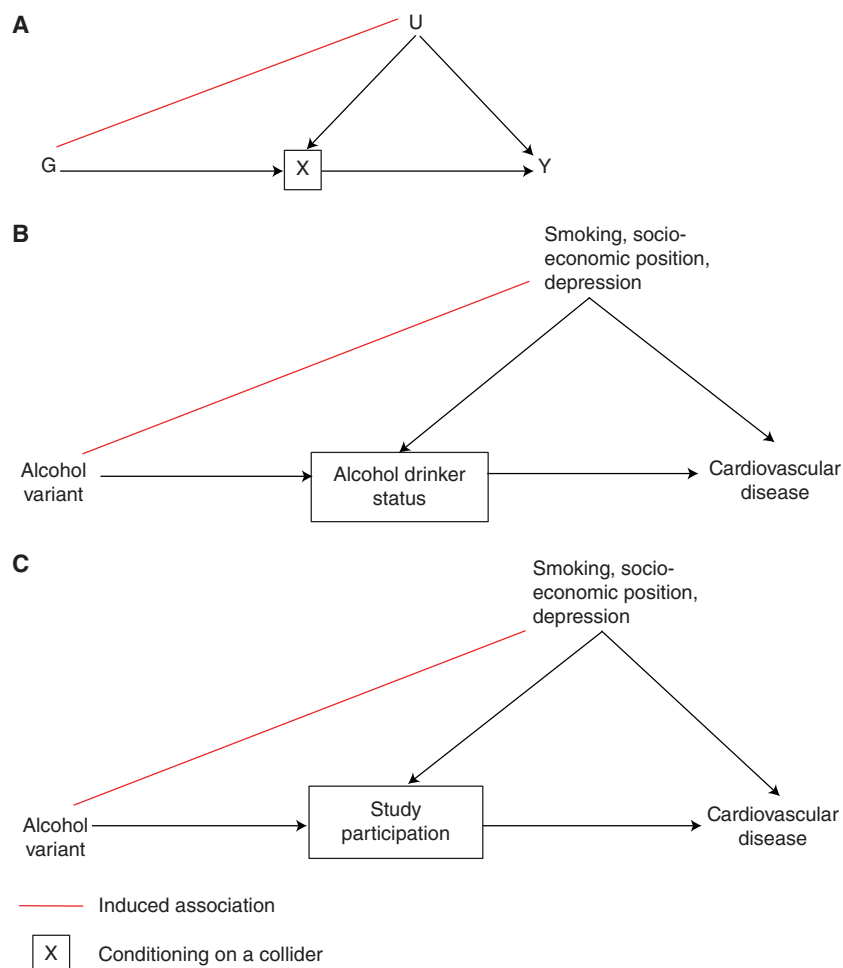 A
U
G
X
Y
B
Smoking, socio-
economic position,
depression
Alcohol
variant
Alcohol drinker
status
Cardiovascular
disease
C
Smoking, socio-
economic position,
depression
Alcohol
variant
Study
participation
Cardiovascular
disease
Induced association
X Conditioning on a collider